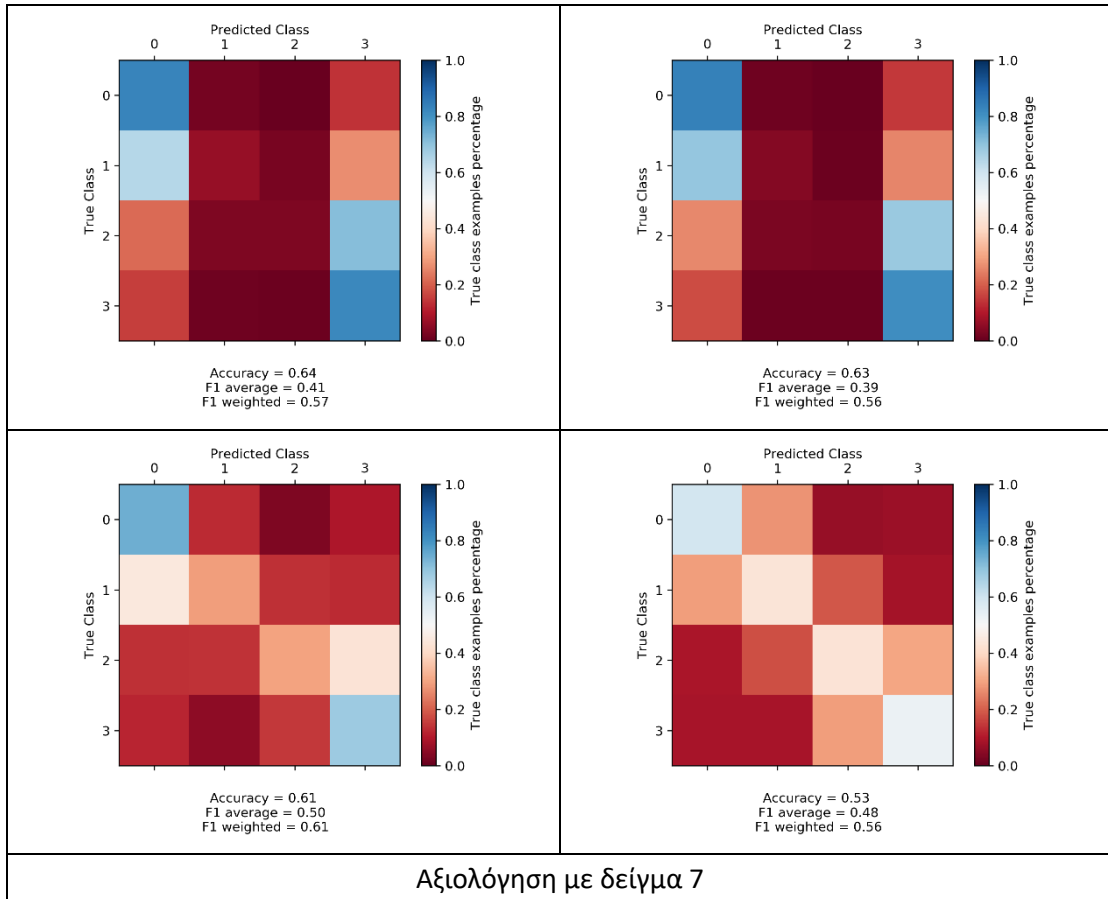 Predicted Class
0 1 2 3
True Class
0
1
2
3
1.0
0.8
0.6
0.4
0.2
0.0
True class examples percentage
Accuracy = 0.64
F1 average = 0.41
F1 weighted = 0.57
Predicted Class
0 1 2 3
True Class
0
1
2
3
1.0
0.8
0.6
0.4
0.2
0.0
True class examples percentage
Accuracy = 0.63
F1 average = 0.39
F1 weighted = 0.56
Predicted Class
0 1 2 3
True Class
0
1
2
3
1.0
0.8
0.6
0.4
0.2
0.0
True class examples percentage
Accuracy = 0.61
F1 average = 0.50
F1 weighted = 0.61
Predicted Class
0 1 2 3
True Class
0
1
2
3
1.0
0.8
0.6
0.4
0.2
0.0
True class examples percentage
Accuracy = 0.53
F1 average = 0.48
F1 weighted = 0.56
Αξιολόγηση με δείγμα 7